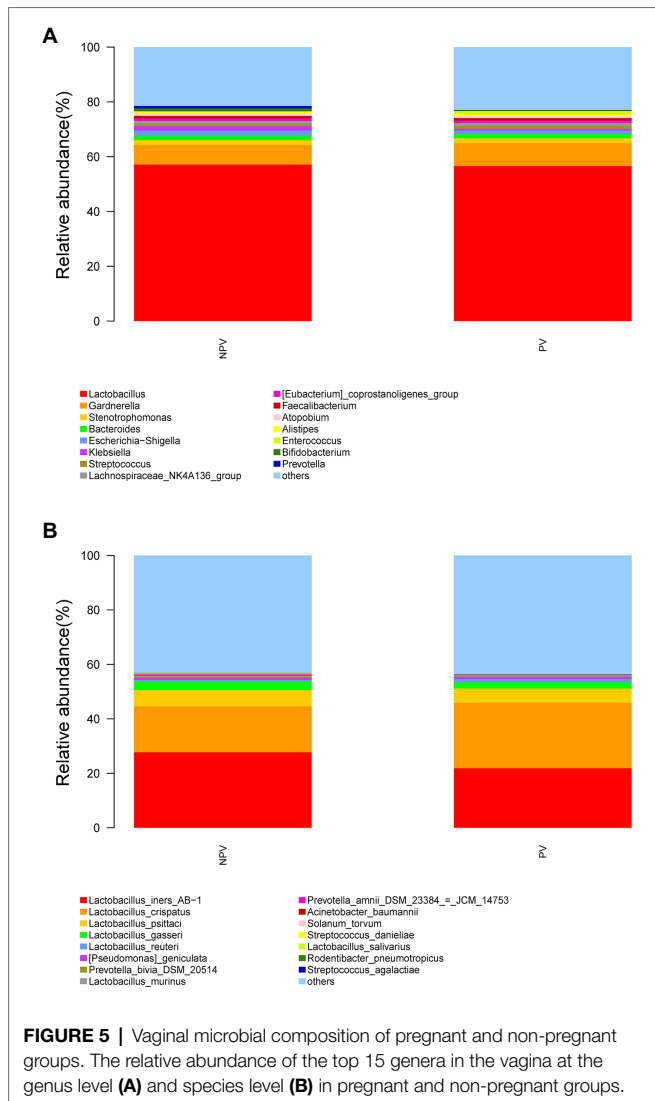 A
Relative abundance(%)
100
80
60
40
20
0
NPV
PV
Lactobacillus
Gardnerella
Stenotrophomonas
Bacteroides
Escherichia−Shigella
Klebsiella
Streptococcus
Lachnospiraceae_NK4A136_group
[Eubacterium]_coprostanoligenes_group
Faecalibacterium
Atopobium
Alistipes
Enterococcus
Bifidobacterium
Prevotella
others
B
Relative abundance(%)
100
80
60
40
20
0
NPV
PV
Lactobacillus_iners_AB−1
Lactobacillus_crispatus
Lactobacillus_psittaci
Lactobacillus_gasseri
Lactobacillus_reuteri
[Pseudomonas]_geniculata
Prevotella_bivia_DSM_20514
Lactobacillus_murinus
Prevotella_amnii_DSM_23384_=_JCM_14753
Acinetobacter_baumannii
Solanum_torvum
Streptococcus_danieliae
Lactobacillus_salivarius
Rodentibacter_pneumotropicus
Streptococcus_agalactiae
others
FIGURE 5 | Vaginal microbial composition of pregnant and non-pregnant
groups. The relative abundance of the top 15 genera in the vagina at the
genus level (A) and species level (B) in pregnant and non-pregnant groups.